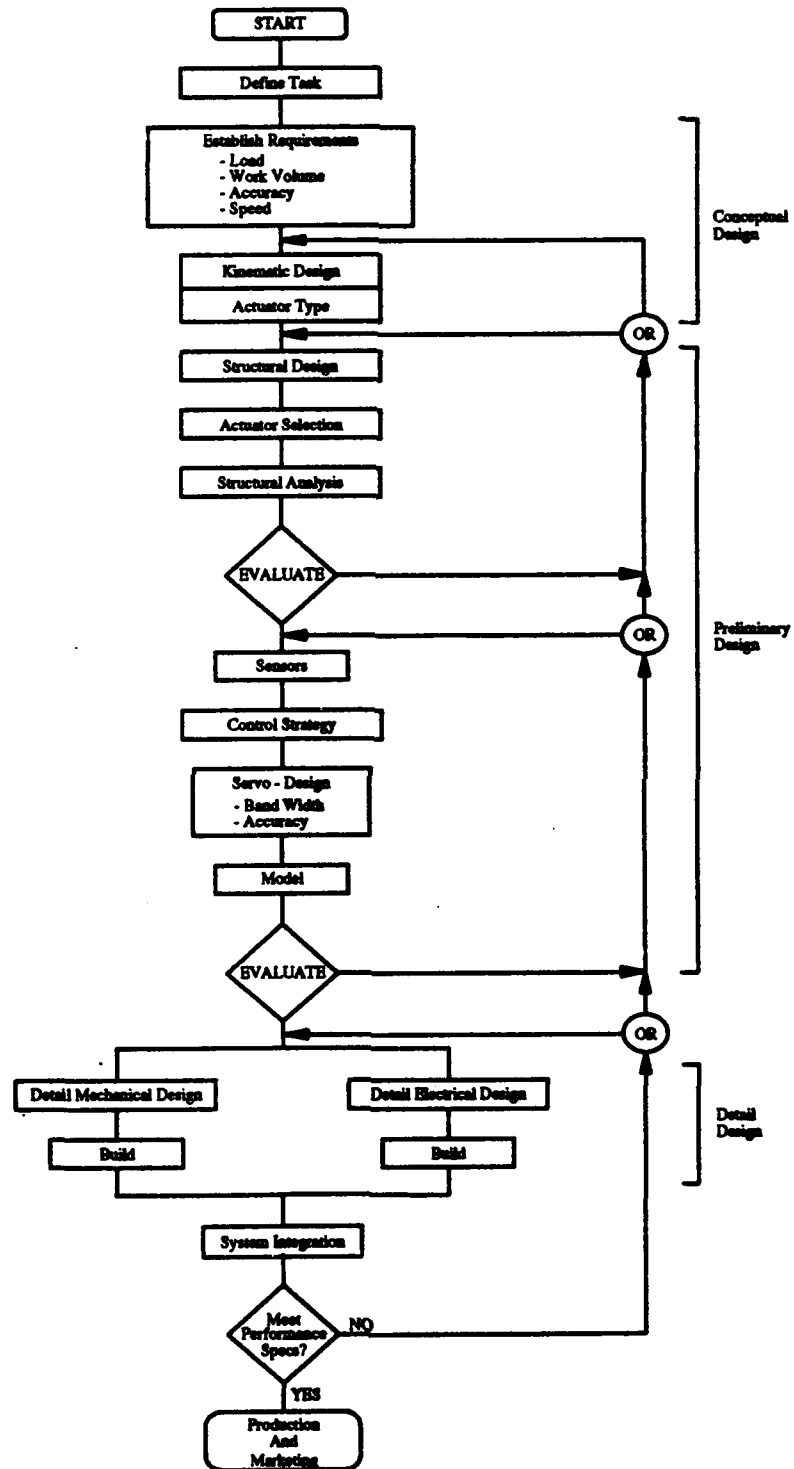 START
Define Task
Establish Requirements
- Load
- Work Volume
- Accuracy
- Speed
Conceptual
Design
Kinematic Design
Actuator Type
OR
Structural Design
Actuator Selection
Structural Analysis
EVALUATE
OR
Preliminary
Design
Sensors
Control Strategy
Servo - Design
- Band Width
- Accuracy
Model
EVALUATE
OR
Detail Mechanical Design
Detail Electrical Design
Detail
Design
Build
Build
System Integration
Meet
Performance
Specs?
NO
YES
Production
And
Marketing